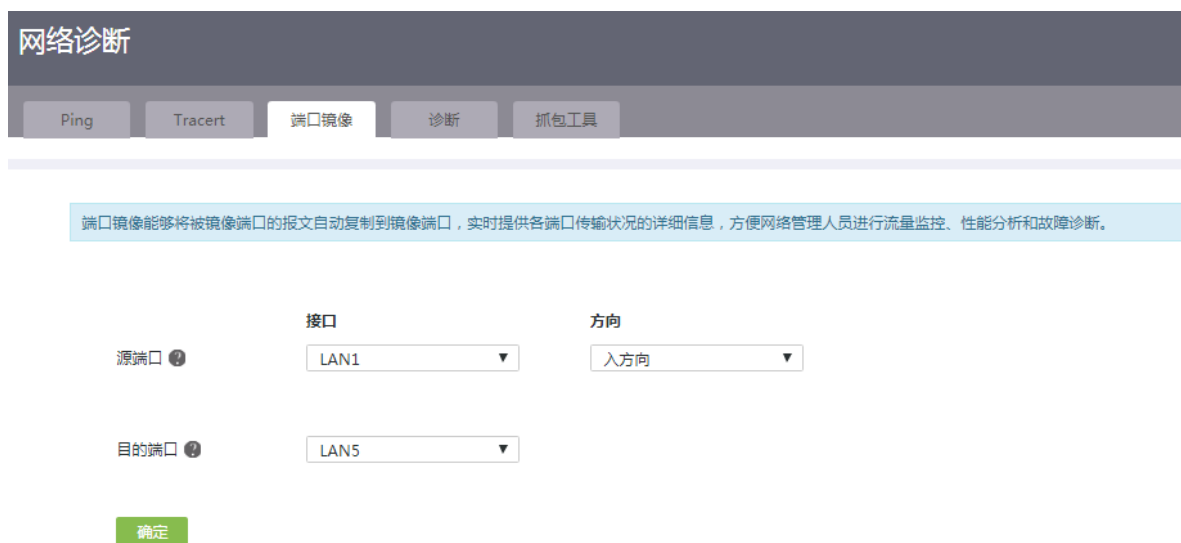 网络诊断
Ping Tracert 端口镜像 诊断 抓包工具
端口镜像能够将被镜像端口的报文自动复制到镜像端口，实时提供各端口传输状况的详细信息，方便网络管理人员进行流量监控、性能分析和故障诊断。
接口 方向
源端口 ? LAN1 ▼ 入方向 ▼
目的端口 ? LAN5 ▼
确定